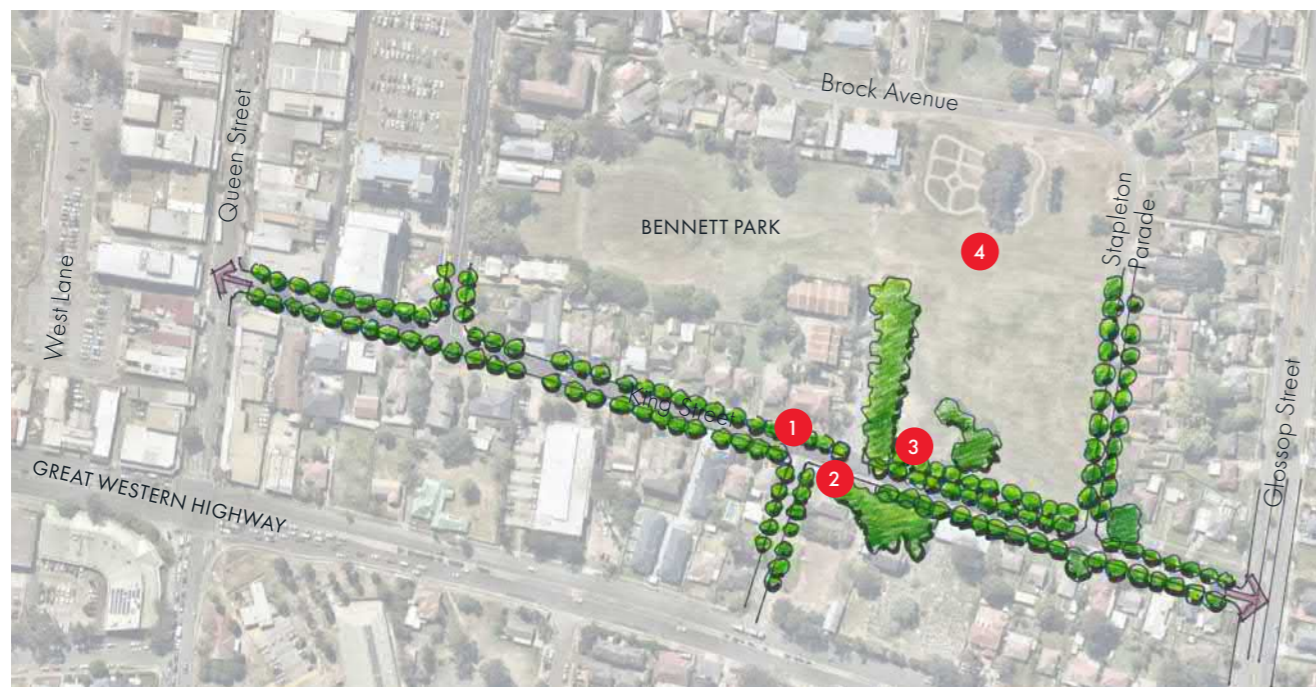 Brock Avenue
Queen Street
BENNETT PARK
Stapleton
Parade
4
West Lane
King Street
1
3
2
Glossop Street
GREAT WESTERN HIGHWAY